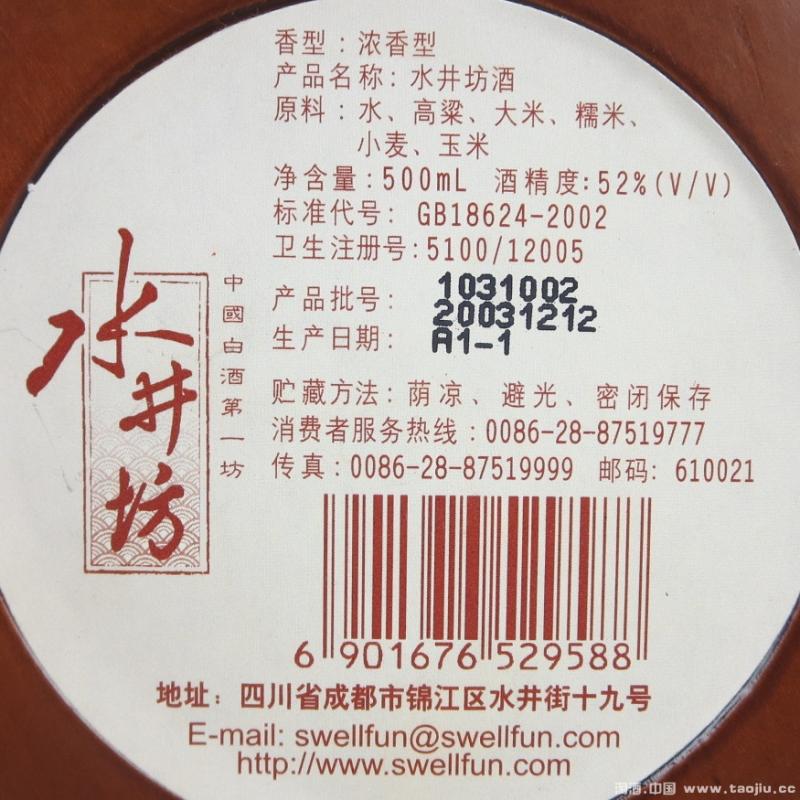 香型：浓香型
产品名称：水井坊酒
原料：水、高粱、大米、糯米、
小麦、玉米
净含量：500mL 酒精度：52%(V/V)
标准代号：GB18624-2002
卫生注册号：5100/12005
产品批号：1031002
20031212
生产日期：A1-1
贮藏方法：荫凉、避光、密闭保存
消费者服务热线：0086-28-87519777
传真：0086-28-87519999 邮码：610021
水井坊
中國白酒第一坊
6 901676 529588
地址：四川省成都市锦江区水井街十九号
E-mail: swellfun@swellfun.com
http://www.swellfun.com
淘酒·中国 www.taojiu.cc